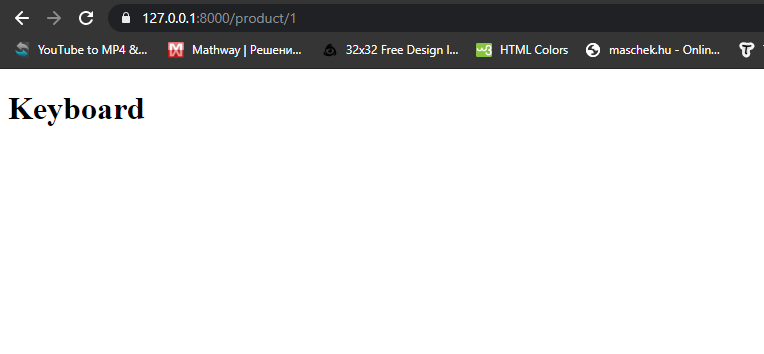 127.0.0.1:8000/product/1
YouTube to MP4 &... Mathway | Решени... 32x32 Free Design I... HTML Colors maschek.hu - Onlin...
Keyboard